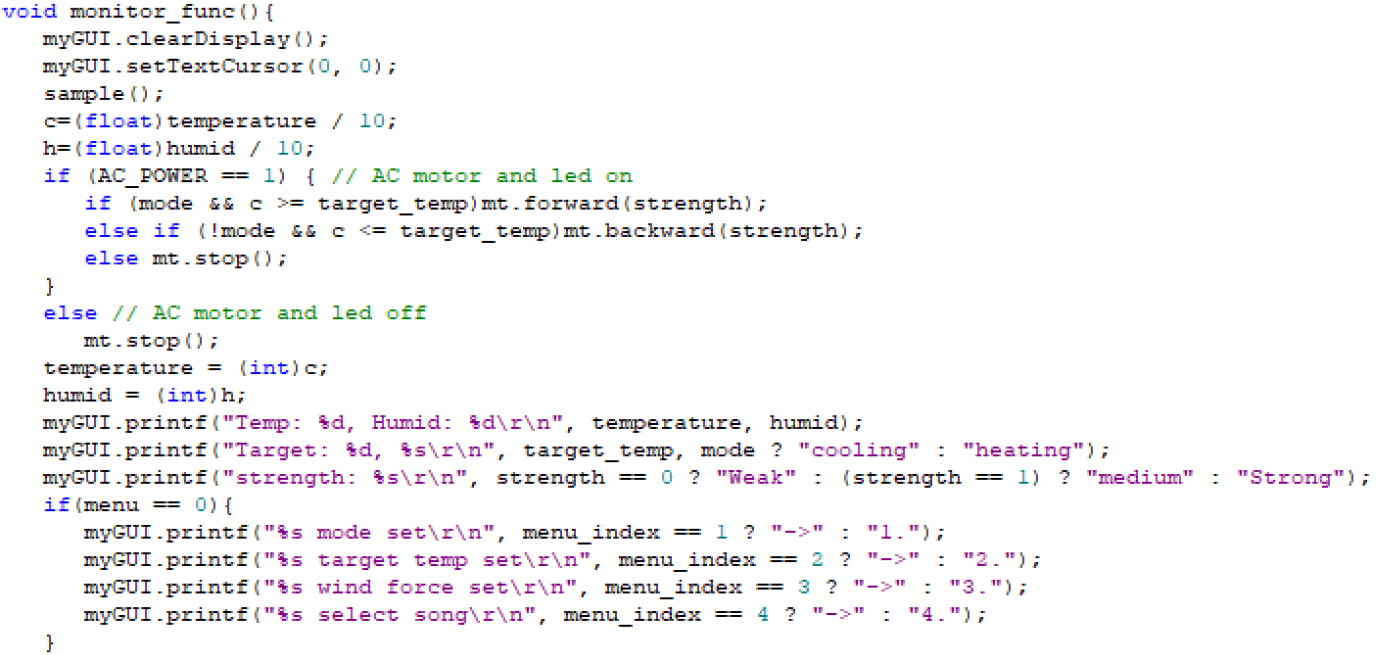 void monitor_func(){
myGUI.clearDisplay();
myGUI.setTextCursor(0, 0);
sample();
c=(float)temperature / 10;
h=(float)humid / 10;
if (AC_POWER == 1) { // AC motor and led on
if (mode && c >= target_temp)mt.forward(strength);
else if (!mode && c <= target_temp)mt.backward(strength);
else mt.stop();
}
else // AC motor and led off
mt.stop();
temperature = (int)c;
humid = (int)h;
myGUI.printf("Temp: %d, Humid: %d\r\n", temperature, humid);
myGUI.printf("Target: %d, %s\r\n", target_temp, mode ? "cooling" : "heating");
myGUI.printf("strength: %s\r\n", strength == 0 ? "Weak" : (strength == 1) ? "medium" : "Strong");
if(menu == 0){
myGUI.printf("%s mode set\r\n", menu_index == 1 ? "->" : "1.");
myGUI.printf("%s target temp set\r\n", menu_index == 2 ? "->" : "2.");
myGUI.printf("%s wind force set\r\n", menu_index == 3 ? "->" : "3.");
myGUI.printf("%s select song\r\n", menu_index == 4 ? "->" : "4.");
}